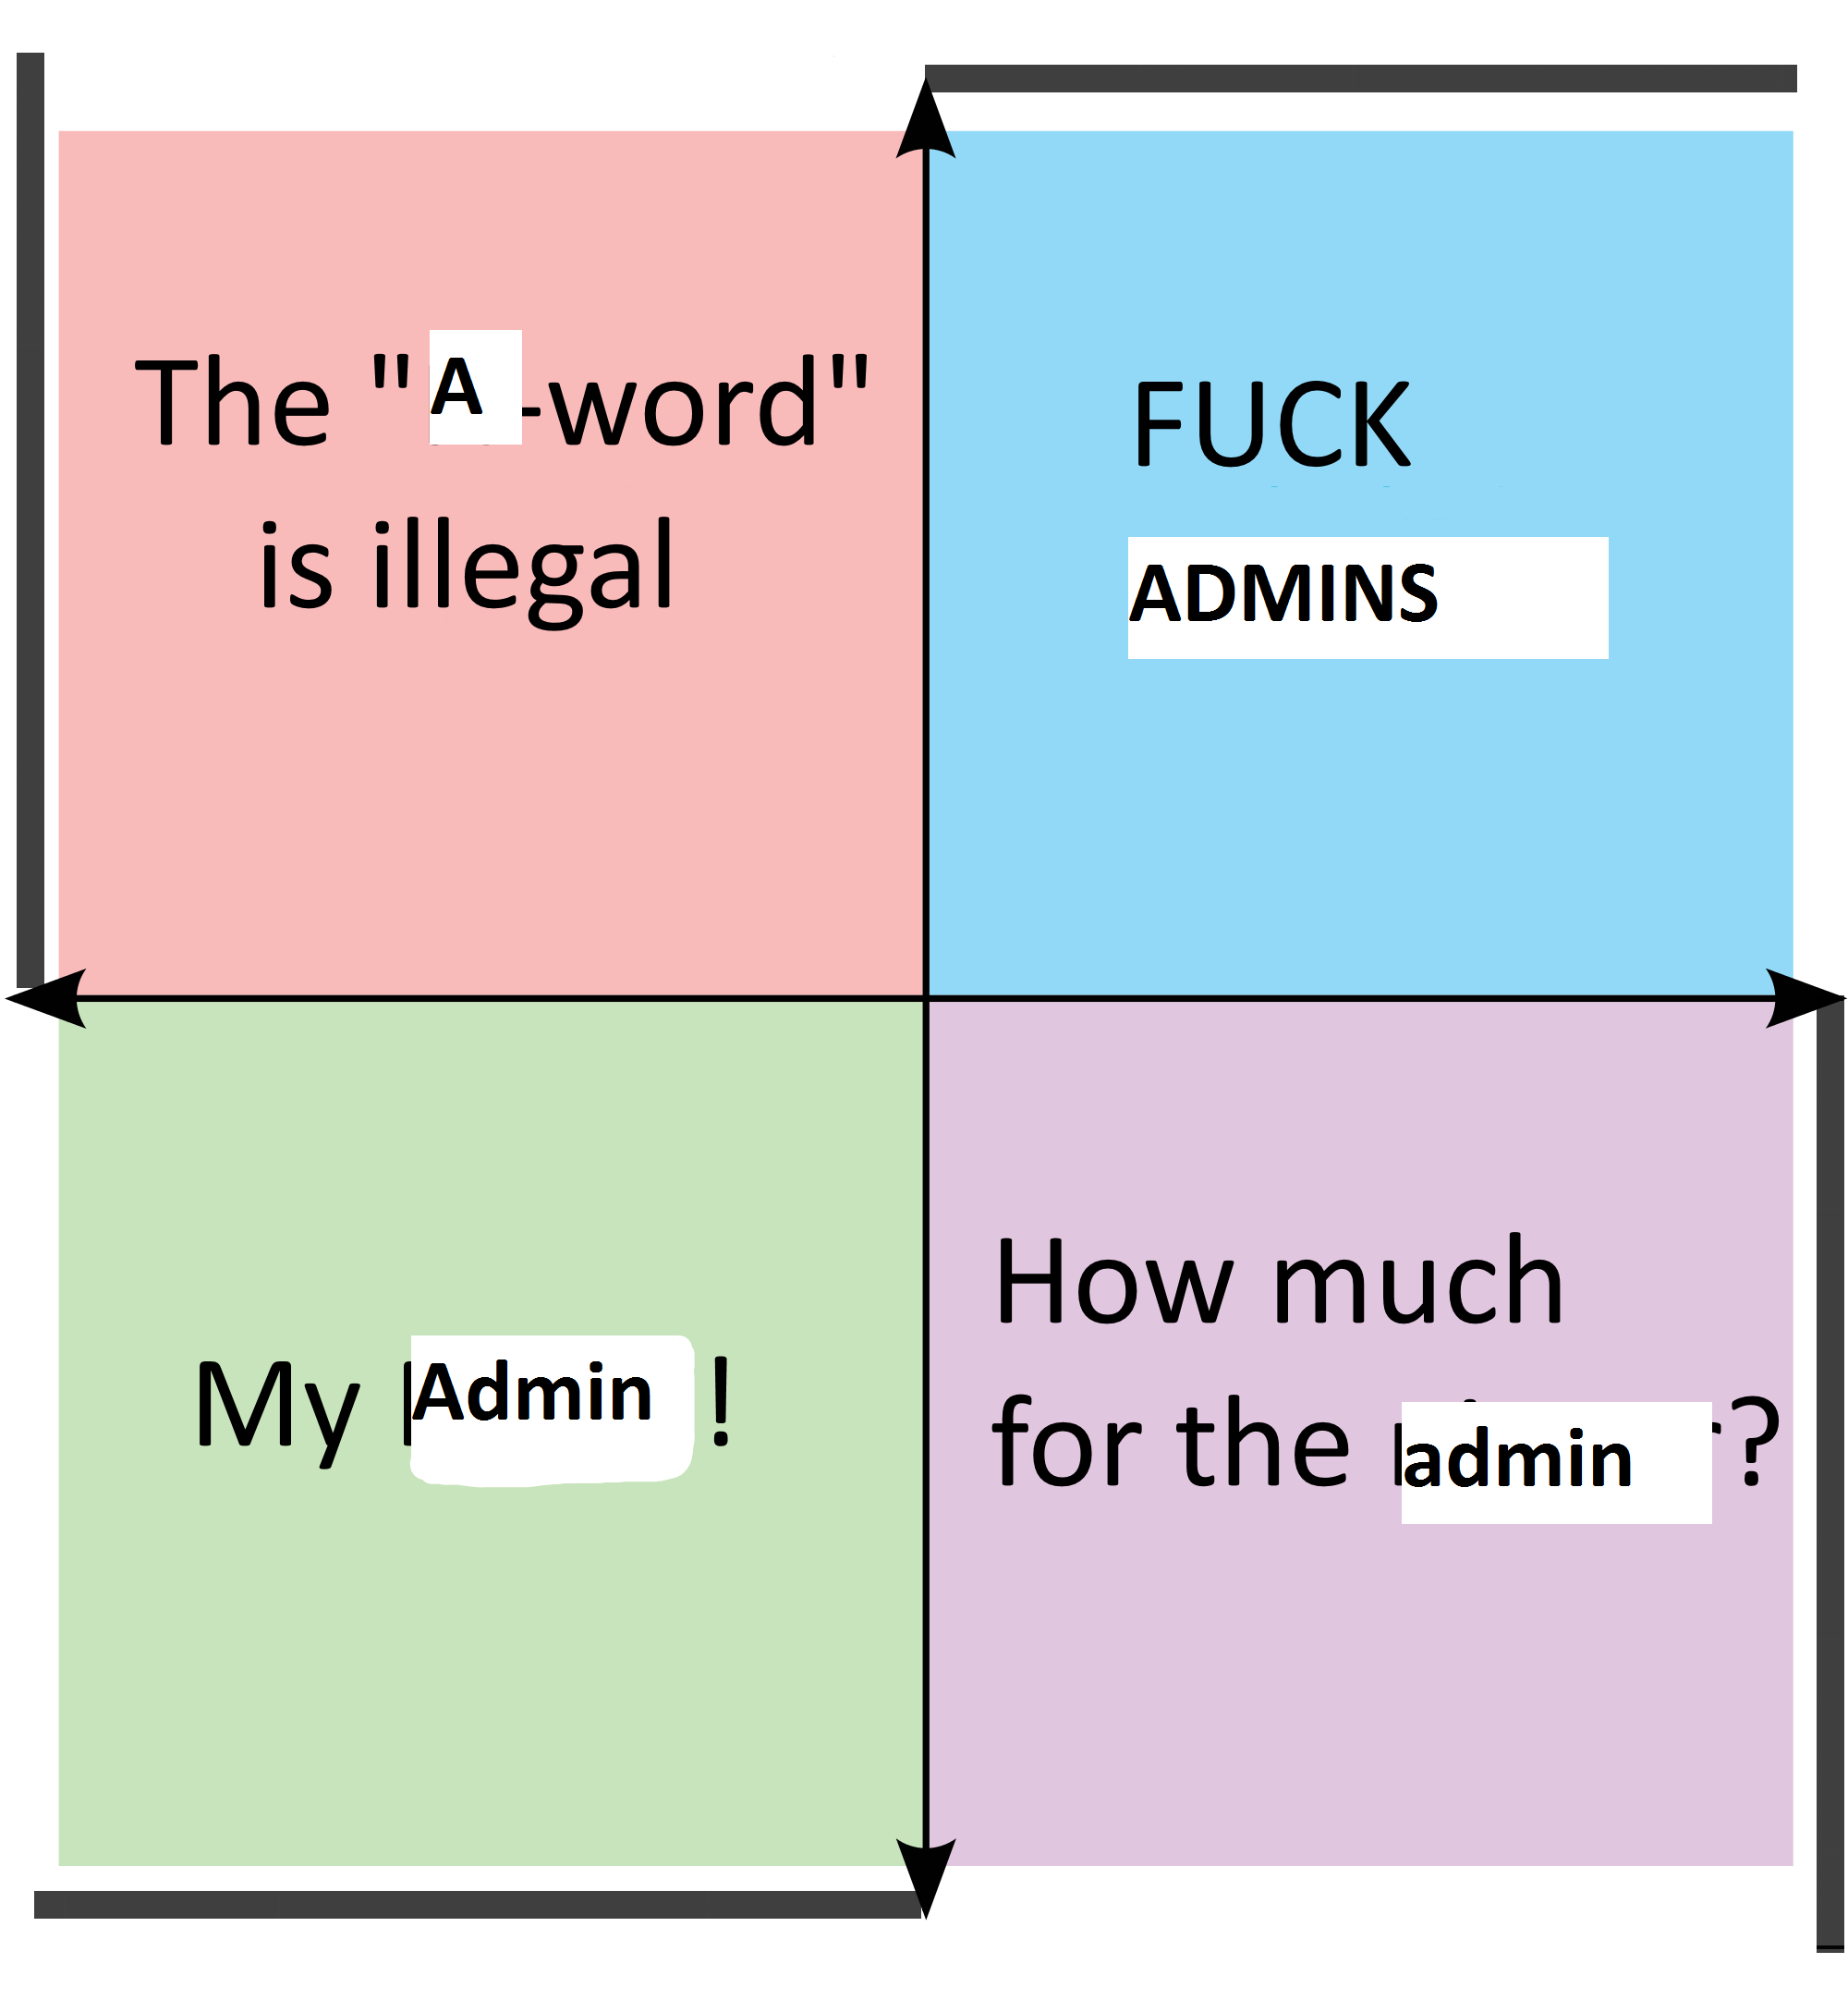 The "A-word"
is illegal
FUCK
ADMINS
My Admin!
How much
for the admin?